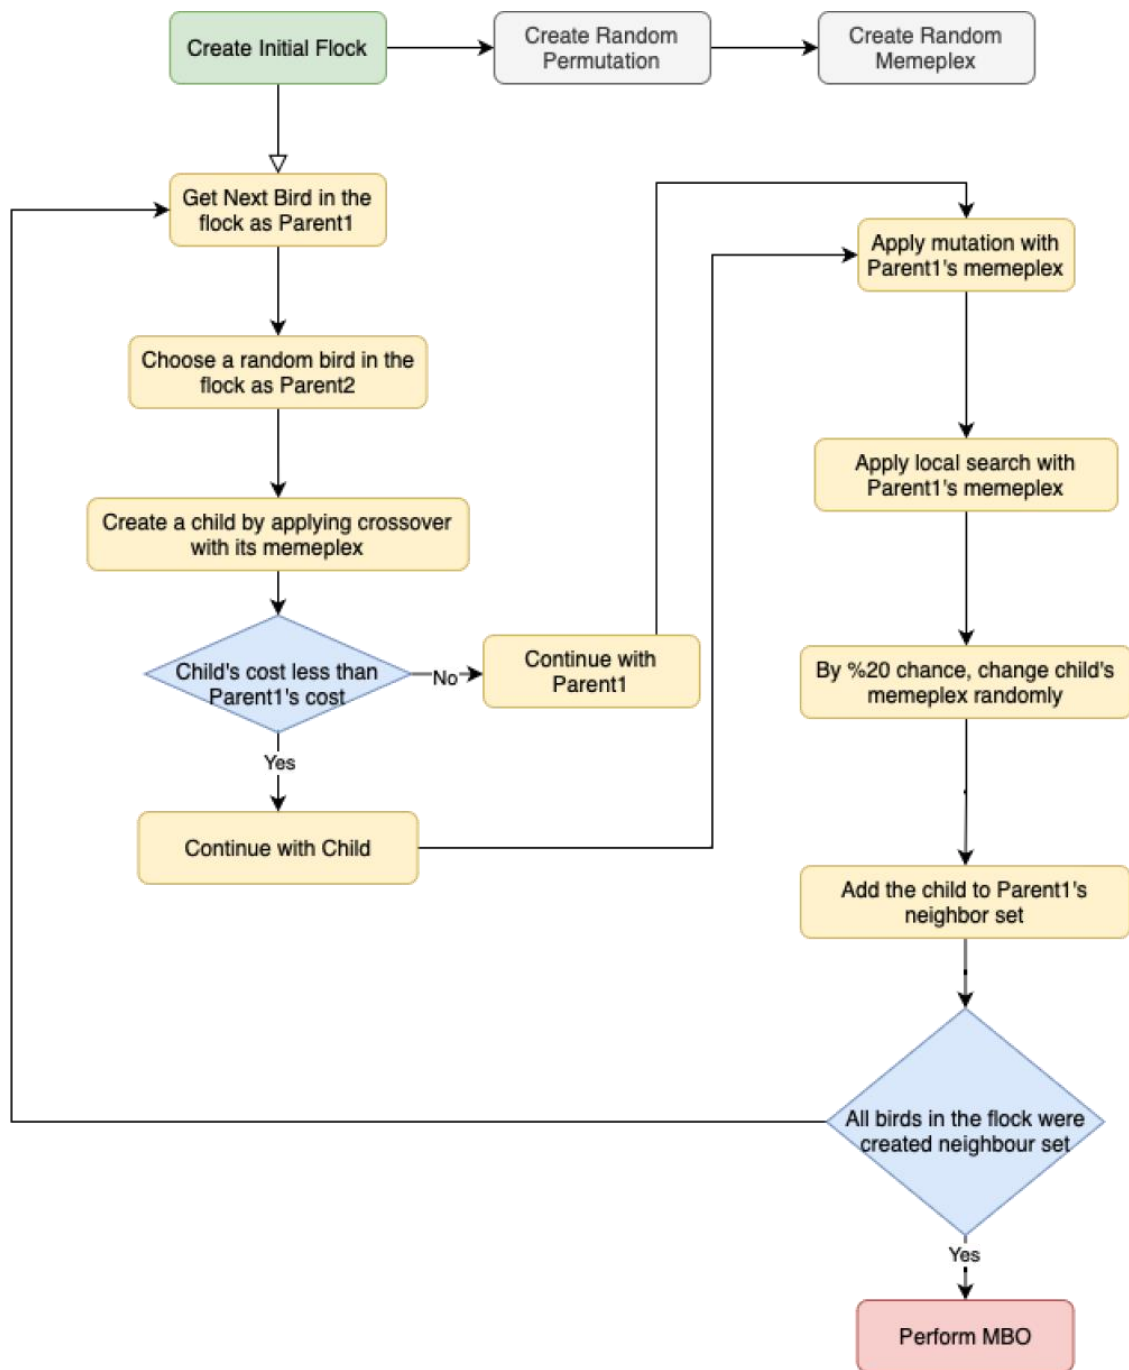 Create Initial Flock
Create Random
Permutation
Create Random
Memeplex
Get Next Bird in the
flock as Parent1
Choose a random bird in the
flock as Parent2
Create a child by applying crossover
with its memeplex
Child's cost less than
Parent1's cost
No
Continue with
Parent1
Yes
Continue with Child
Apply mutation with
Parent1's memeplex
Apply local search with
Parent1's memeplex
By %20 chance, change child's
memeplex randomly
Add the child to Parent1's
neighbor set
All birds in the flock were
created neighbour set
Yes
Perform MBO